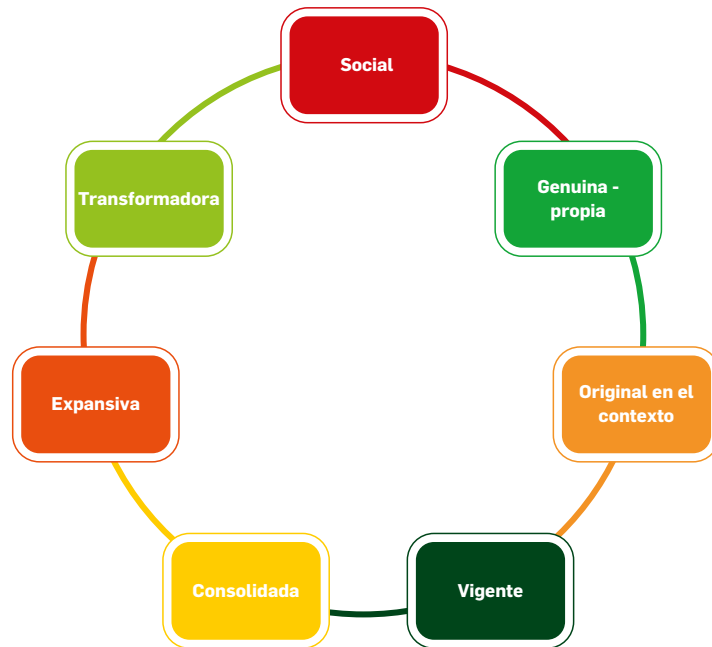 Social
Genuina -
propia
Original en el
contexto
Vigente
Consolidada
Expansiva
Transformadora